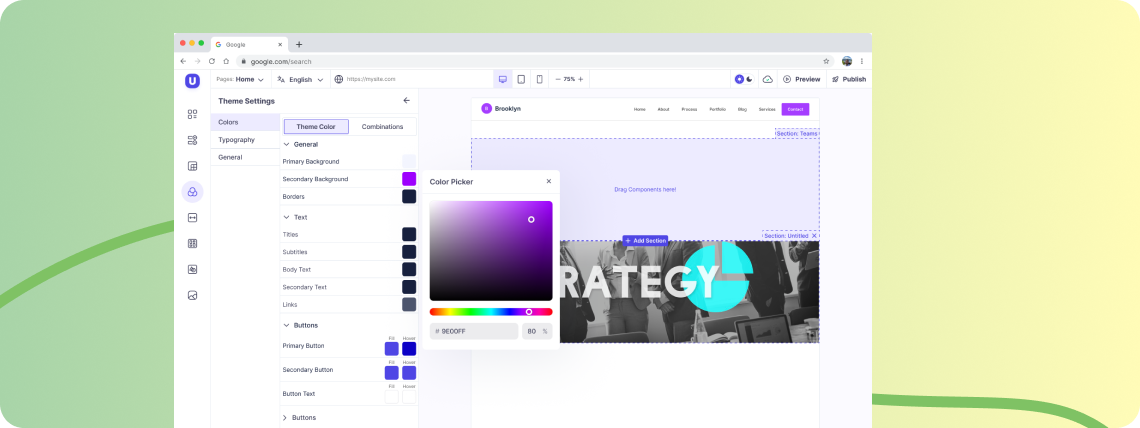 Google
google.com/search
U
Pages: Home
English
https://mysite.com
75%
Preview
Publish
Theme Settings
Colors
Typography
General
Theme Color
Combinations
General
Primary Background
Secondary Background
Borders
Text
Titles
Subtitles
Body Text
Secondary Text
Links
Buttons
Fill Hover
Primary Button
Fill Hover
Secondary Button
Fill Hover
Button Text
Buttons
Color Picker
# 9E00FF
80 %
Brooklyn
Home About Process Portfolio Blog Services Contact
Section: Teams
Drag Components here!
Section: Untitled
+ Add Section
RATEGY